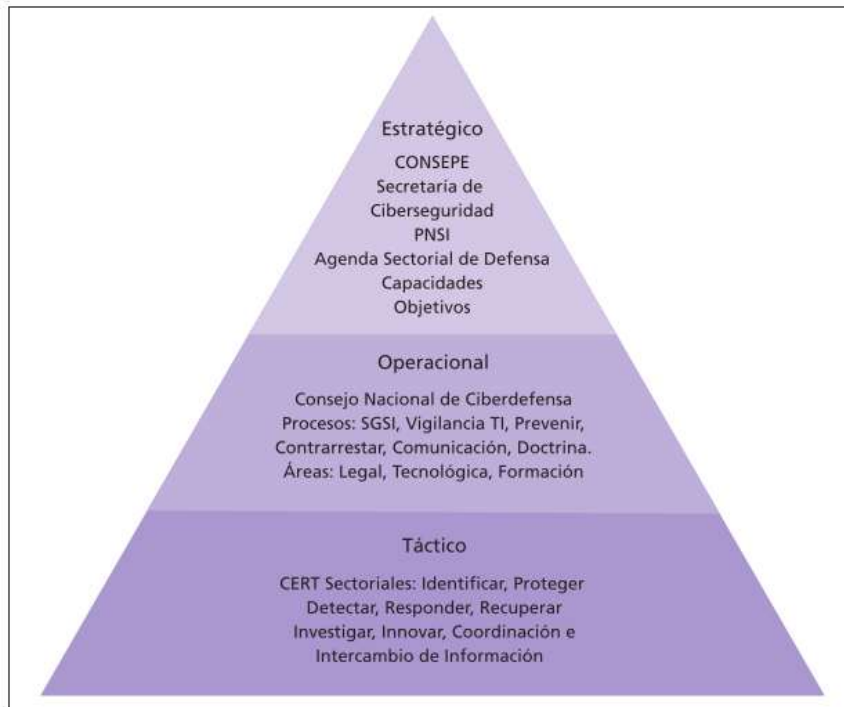 Estratégico
CONSEPE
Secretaría de
Ciberseguridad
PNSI
Agenda Sectorial de Defensa
Capacidades
Objetivos
Operacional
Consejo Nacional de Ciberdefensa
Procesos: SGSI, Vigilancia TI, Prevenir,
Contrarrestar, Comunicación, Doctrina.
Áreas: Legal, Tecnológica, Formación
Táctico
CERT Sectoriales: Identificar, Proteger
Detectar, Responder, Recuperar
Investigar, Innovar, Coordinación e
Intercambio de Información